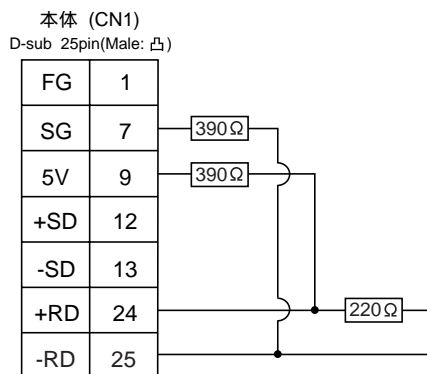 本体 (CN1)
D-sub 25pin(Male: 凸)
FG 1
SG 7 390Ω
5V 9 390Ω
+SD 12
-SD 13
+RD 24 220Ω
-RD 25